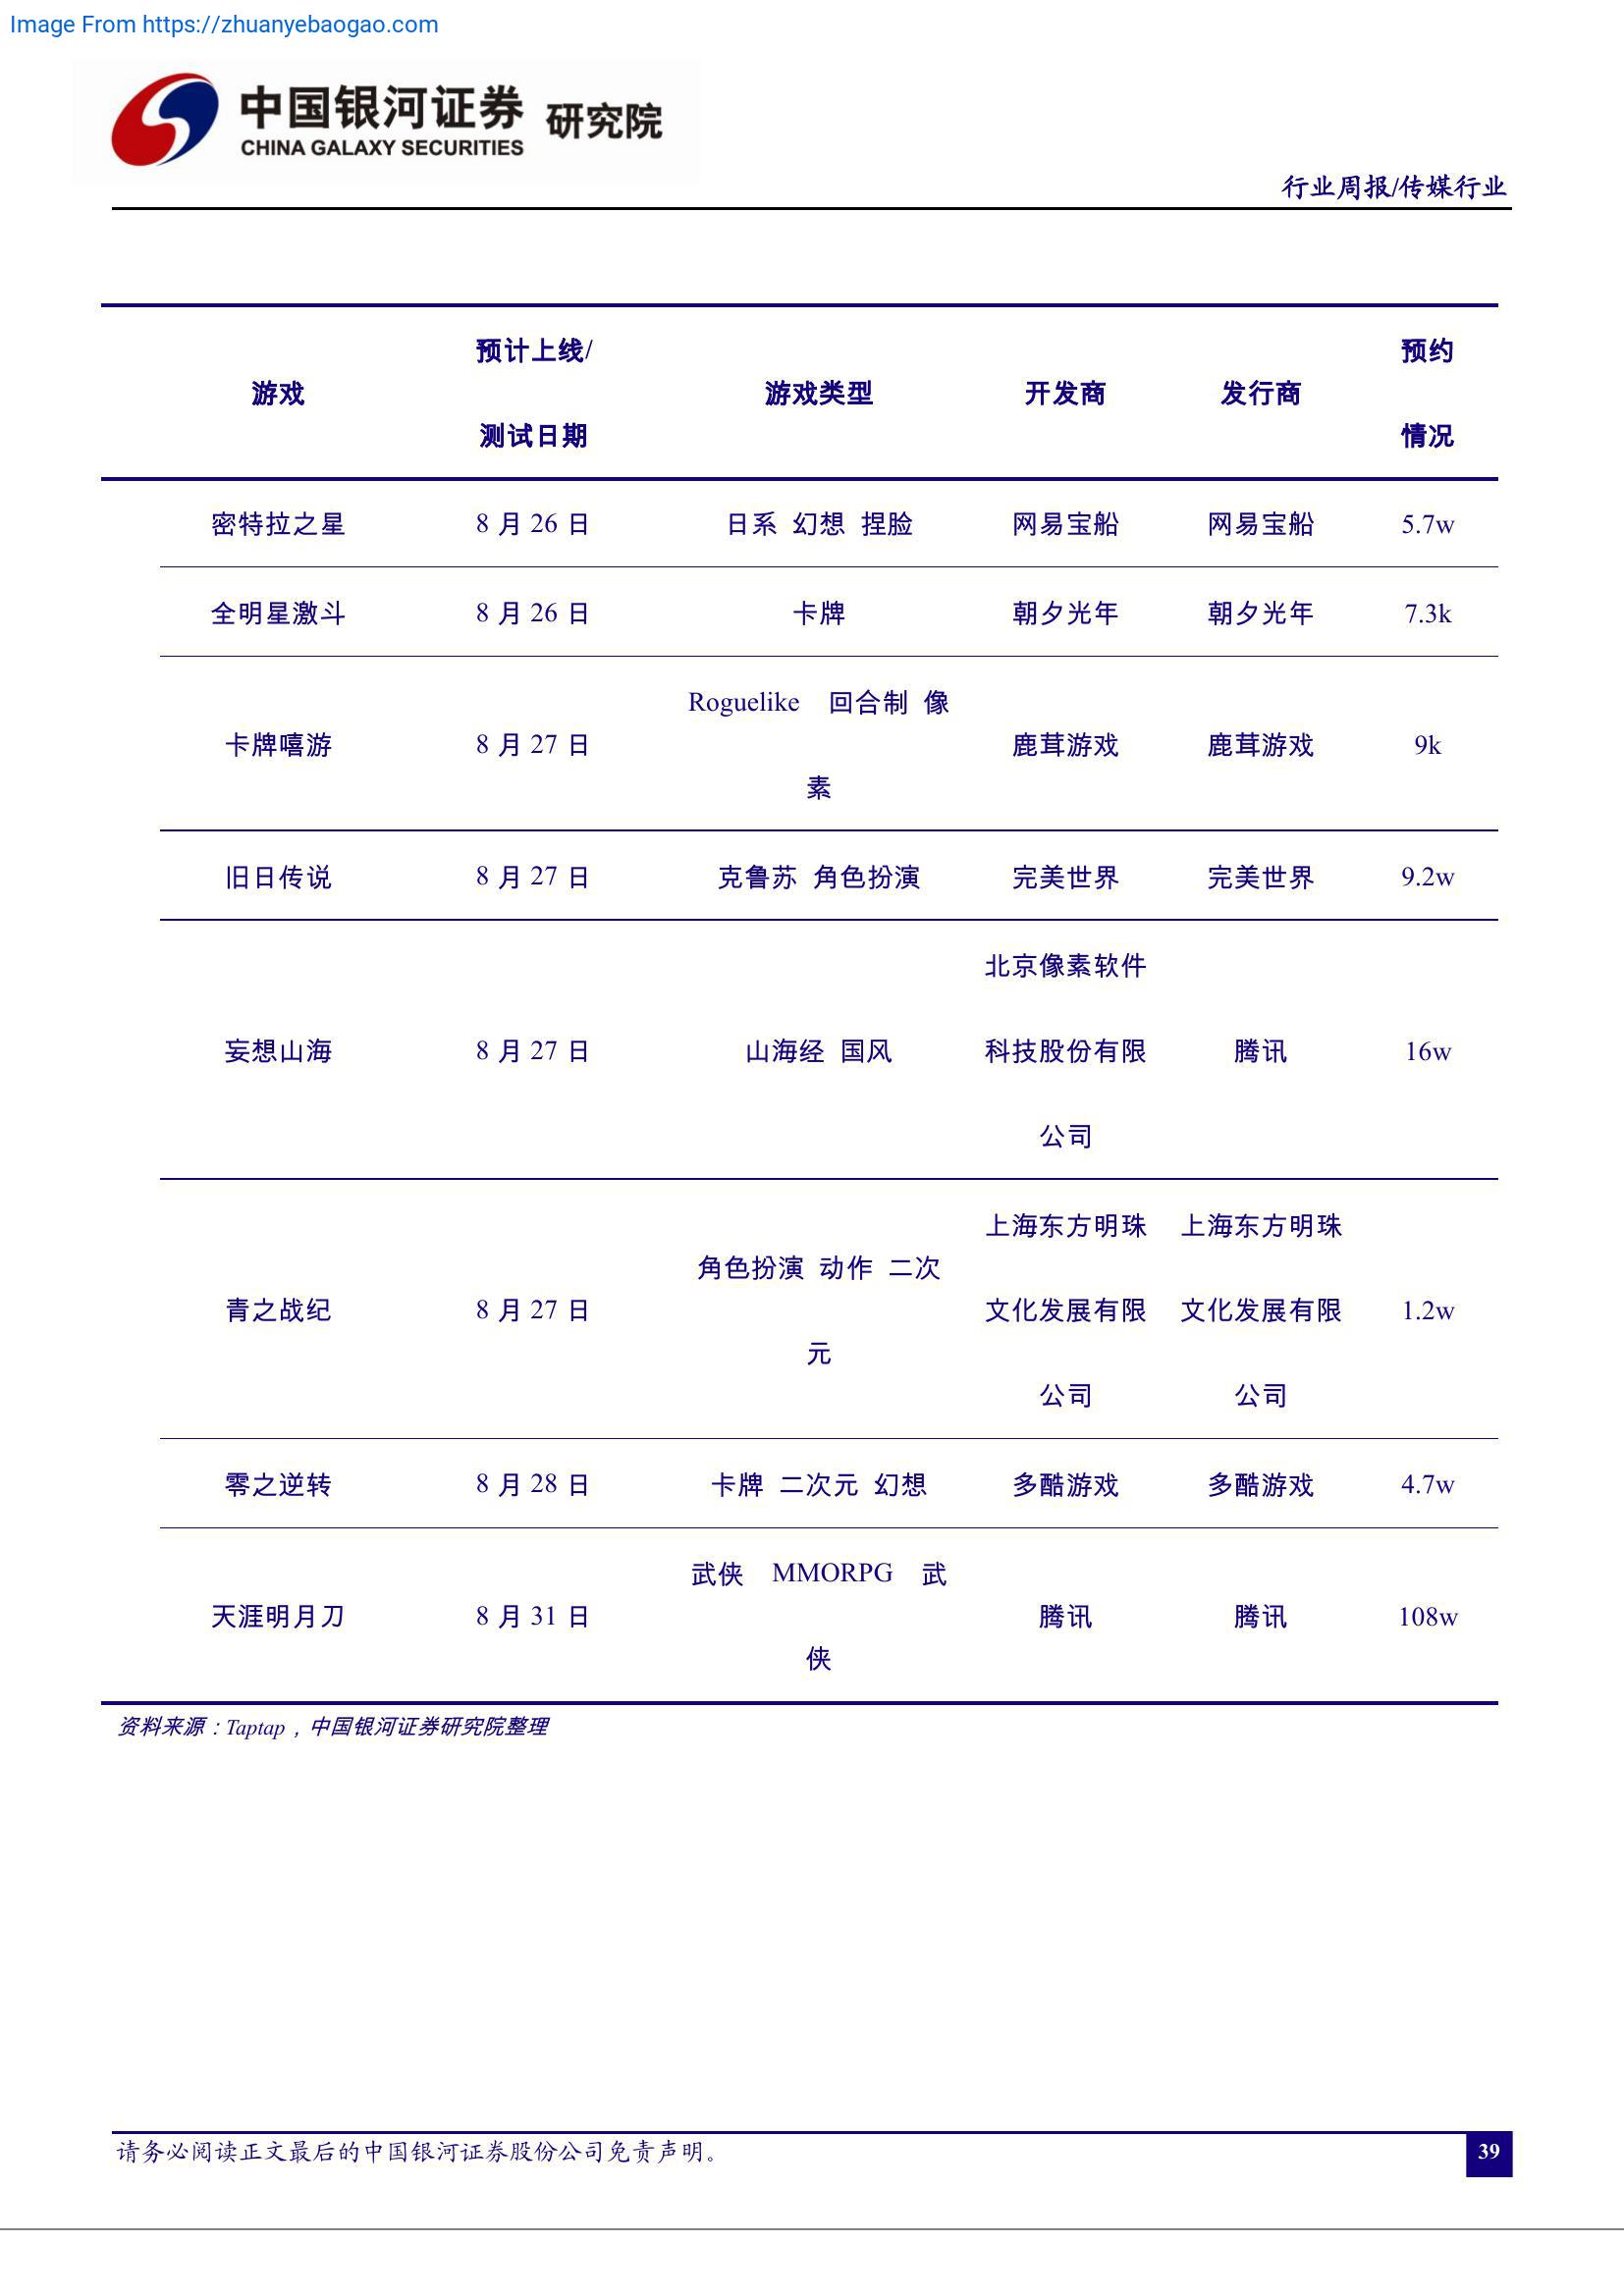 Image From https://zhuanyebaogao.com
中国银河证券 研究院
CHINA GALAXY SECURITIES
行业周报/传媒行业
游戏 预计上线/测试日期 游戏类型 开发商 发行商 预约情况
密特拉之星 8 月 26 日 日系 幻想 捏脸 网易宝船 网易宝船 5.7w
全明星激斗 8 月 26 日 卡牌 朝夕光年 朝夕光年 7.3k
卡牌嘻游 8 月 27 日 Roguelike 回合制 像素 鹿茸游戏 鹿茸游戏 9k
旧日传说 8 月 27 日 克鲁苏 角色扮演 完美世界 完美世界 9.2w
妄想山海 8 月 27 日 山海经 国风 北京像素软件科技股份有限公司 腾讯 16w
青之战纪 8 月 27 日 角色扮演 动作 二次元 上海东方明珠文化发展有限公司 上海东方明珠文化发展有限公司 1.2w
零之逆转 8 月 28 日 卡牌 二次元 幻想 多酷游戏 多酷游戏 4.7w
天涯明月刀 8 月 31 日 武侠 MMORPG 武侠 腾讯 腾讯 108w
资料来源：Taptap，中国银河证券研究院整理
请务必阅读正文最后的中国银河证券股份公司免责声明。
39